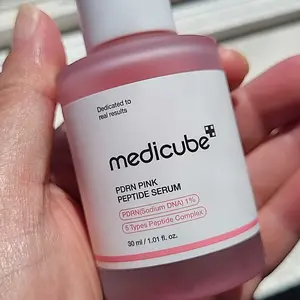 Dedicated to
real results
medicube
PDRN PINK
PEPTIDE SERUM
PDRN(Sodium DNA) 1%
5 Types Peptide Complex
30 ml / 1.01 fl. oz.